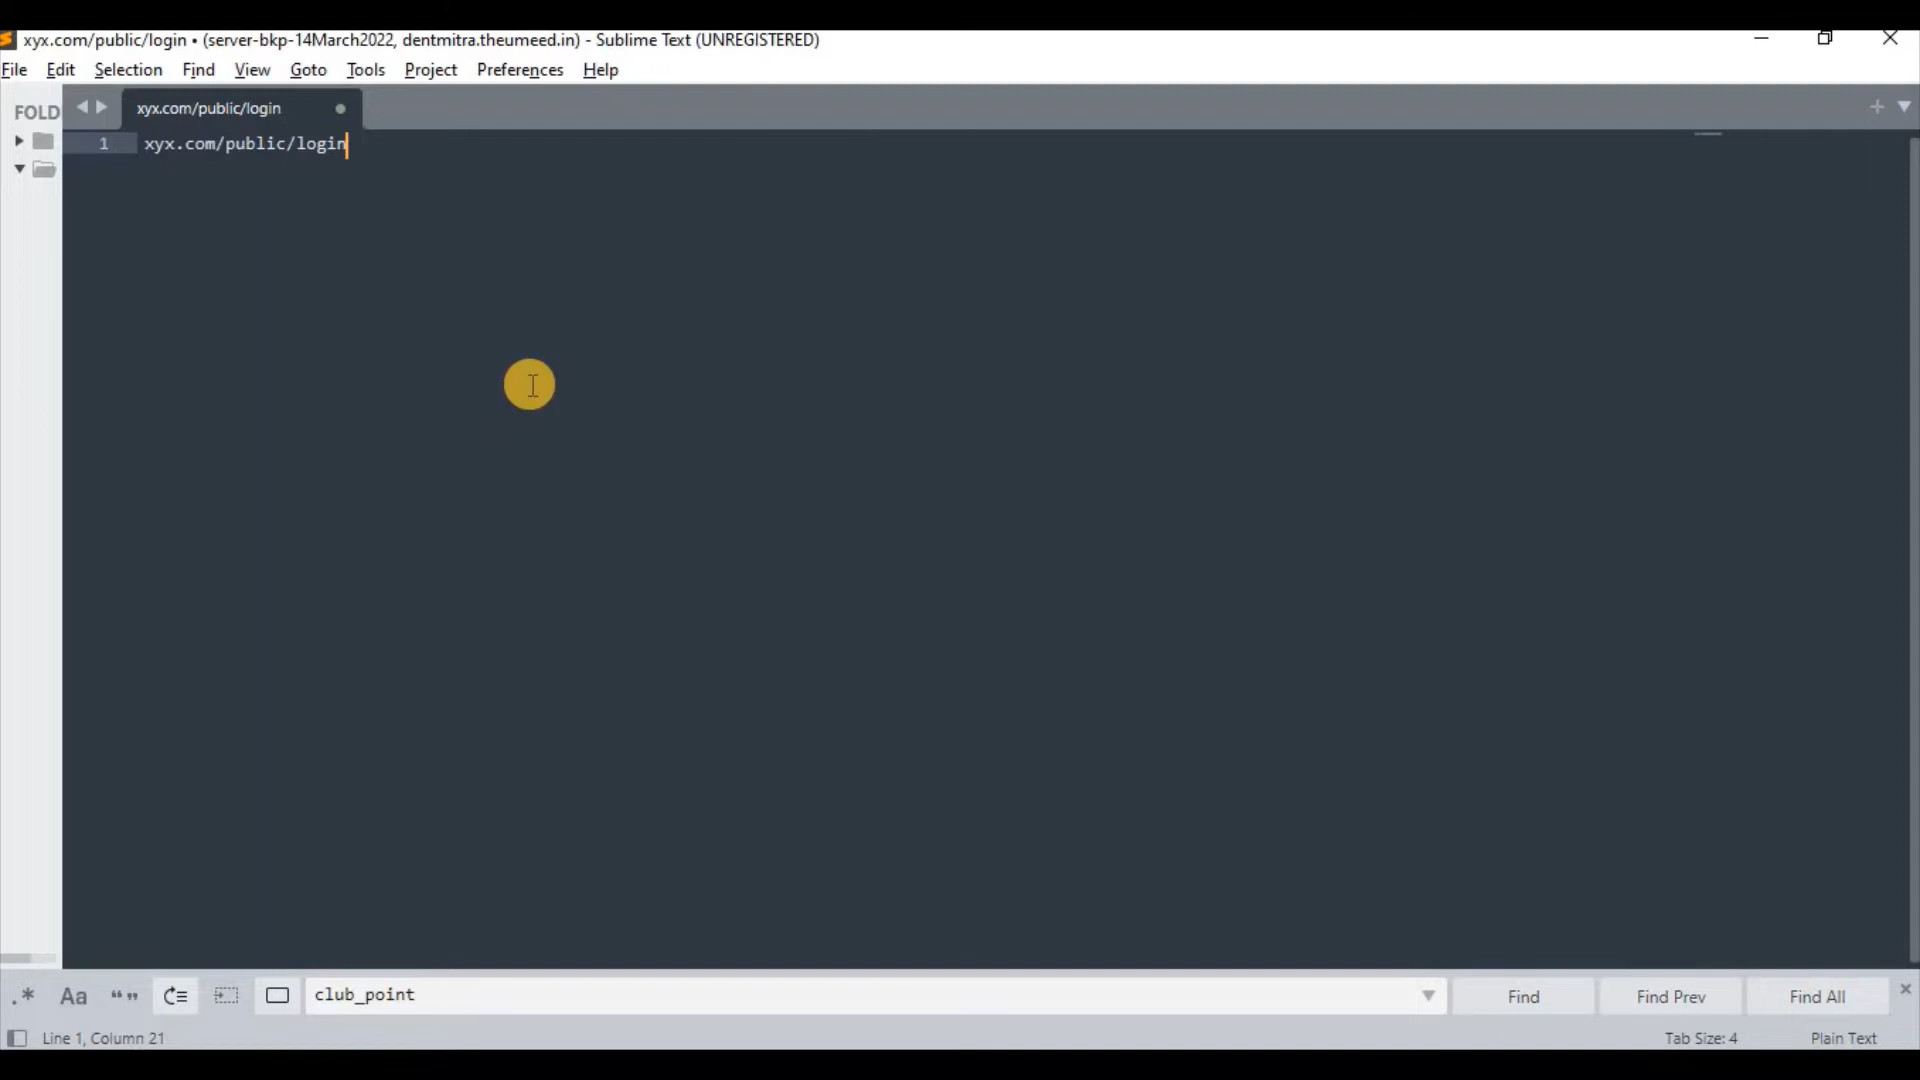 xyx.com/public/login • (server-bkp-14March2022, dentmitra.theumeed.in) - Sublime Text (UNREGISTERED)
File Edit Selection Find View Goto Tools Project Preferences Help
FOLD
xyx.com/public/login
1 xyx.com/public/login
.* Aa “ ” club_point Find Find Prev Find All
Line 1, Column 21 Tab Size: 4 Plain Text